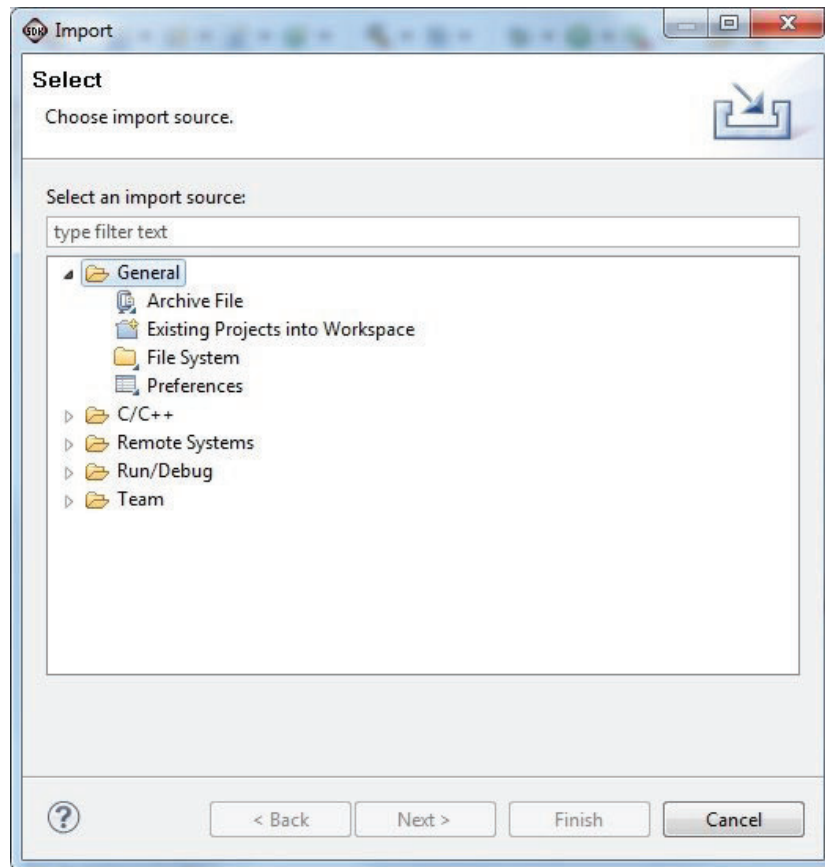 SDK Import
Select
Choose import source.
Select an import source:
type filter text
General
Archive File
Existing Projects into Workspace
File System
Preferences
C/C++
Remote Systems
Run/Debug
Team
?
< Back Next > Finish Cancel